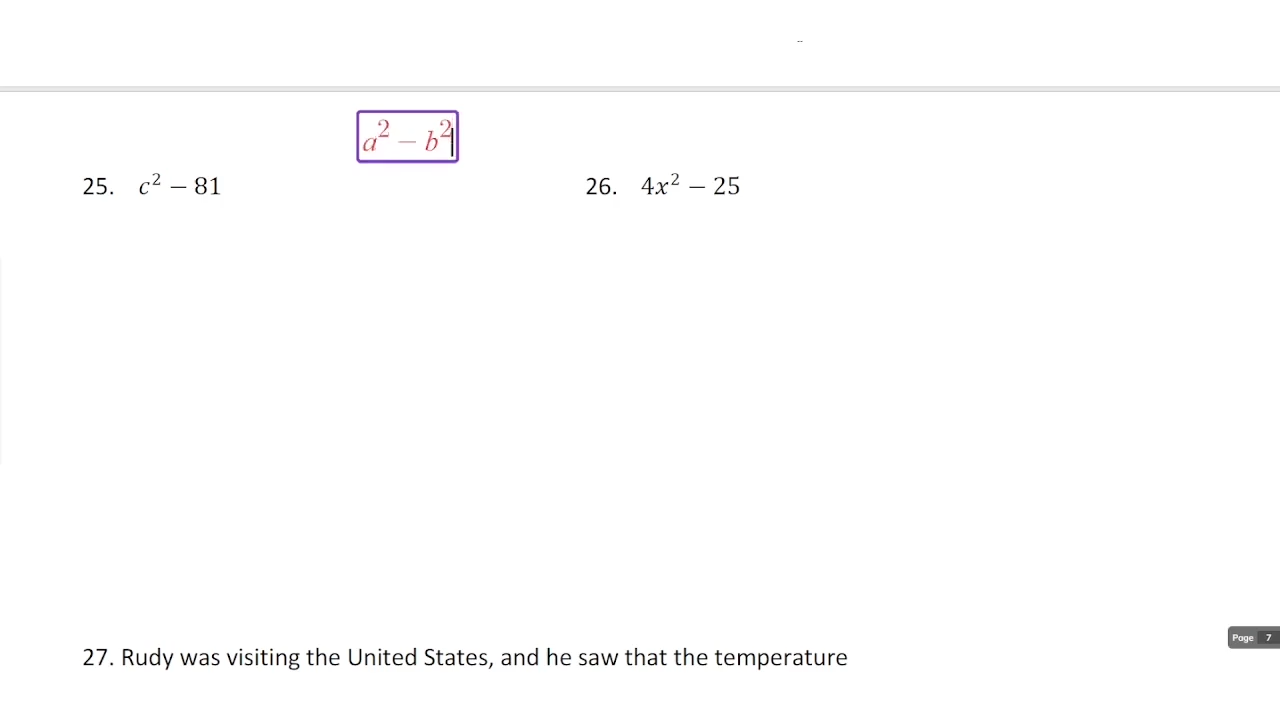 a² − b²
25. c² − 81
26. 4x² − 25
Page 7
27. Rudy was visiting the United States, and he saw that the temperature